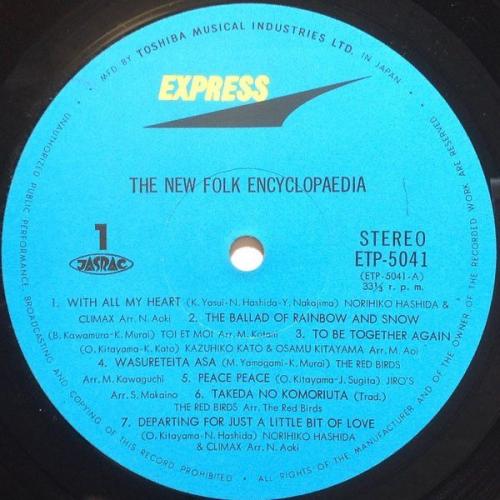 MFD BY TOSHIBA MUSICAL INDUSTRIES LTD. IN JAPAN
EXPRESS
THE NEW FOLK ENCYCLOPAEDIA
1
JASRAC
STEREO
ETP-5041
(ETP-5041-A)
33⅓ r. p. m.
1. WITH ALL MY HEART (K. Yasui-N. Hashida-Y. Nakajima) NORIHIKO HASHIDA &
CLIMAX Arr. N. Aoki 2. THE BALLAD OF RAINBOW AND SNOW
(B. Kawamura-K. Murai) TOI ET MOI Arr. M. Kotani 3. TO BE TOGETHER AGAIN
(O. Kitayama-K. Kato) KAZUHIKO KATO & OSAMU KITAYAMA Arr. M. Aoi
4. WASURETEITA ASA (M. Yamagami-K. Murai) THE RED BIRDS
Arr. M. Kawaguchi 5. PEACE PEACE (O. Kitayama-J. Sugita) JIRO'S
Arr. S. Makaino 6. TAKEDA NO KOMORIUTA (Trad.)
THE RED BIRDS Arr. The Red Birds
7. DEPARTING FOR JUST A LITTLE BIT OF LOVE
(O. Kitayama-N. Hashida) NORIHIKO HASHIDA
& CLIMAX Arr. N. Aoki
UNAUTHORIZED PUBLIC PERFORMANCE, BROADCASTING AND COPYING OF THIS RECORD PROHIBITED • ALL RIGHTS OF THE MANUFACTURER AND OF THE OWNER OF THE RECORDED WORK ARE RESERVED